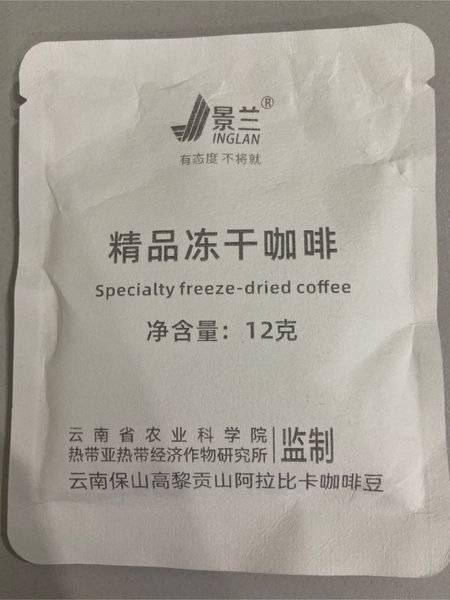 景兰®
INGLAN
有态度 不将就
精品冻干咖啡
Specialty freeze-dried coffee
净含量：12克
云南省农业科学院
热带亚热带经济作物研究所
监制
云南保山高黎贡山阿拉比卡咖啡豆